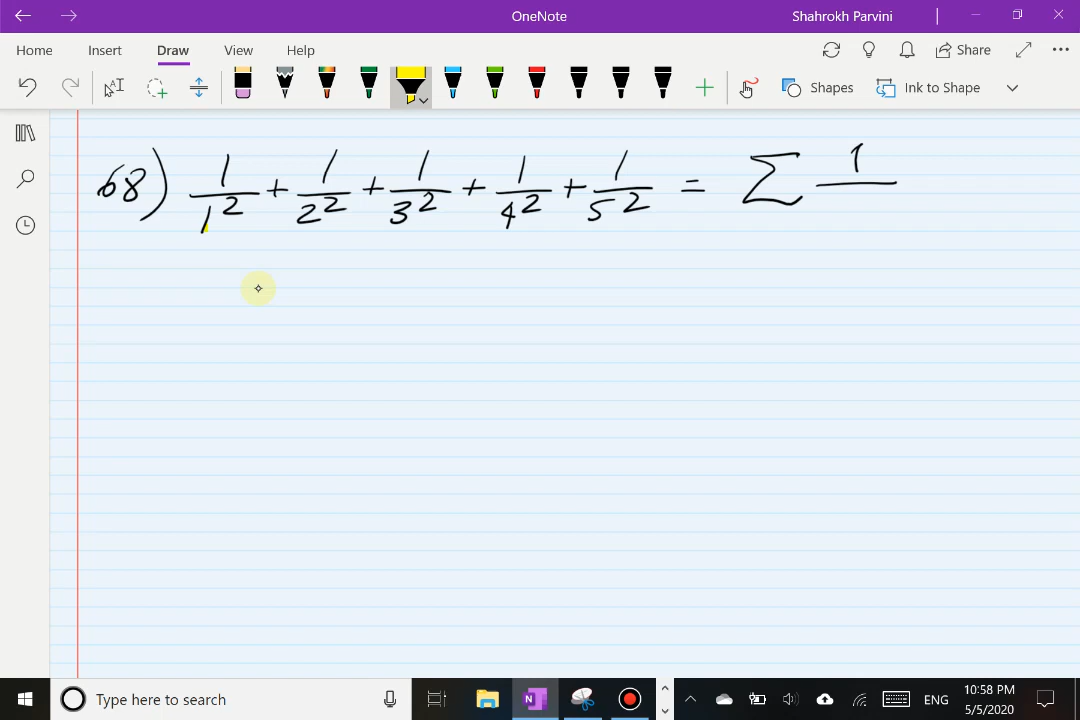 OneNote
Shahrokh Parvini
Home Insert Draw View Help
Share
Shapes Ink to Shape
68) 1/1² + 1/2² + 1/3² + 1/4² + 1/5² = ∑ 1/
Type here to search
ENG
10:58 PM
5/5/2020